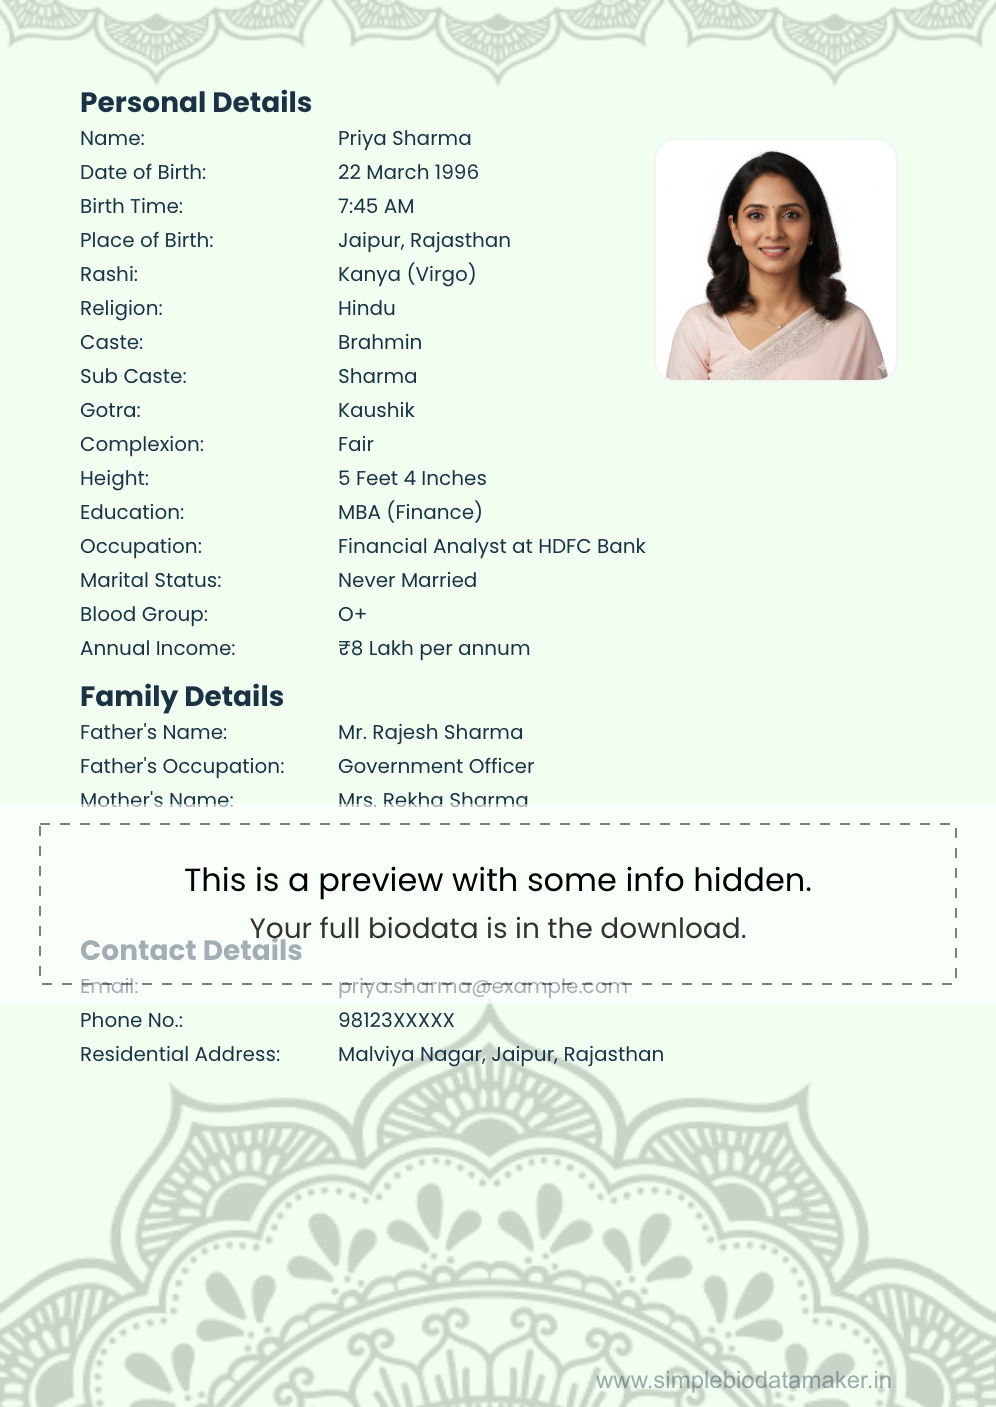 Personal Details
Name: Priya Sharma
Date of Birth: 22 March 1996
Birth Time: 7:45 AM
Place of Birth: Jaipur, Rajasthan
Rashi: Kanya (Virgo)
Religion: Hindu
Caste: Brahmin
Sub Caste: Sharma
Gotra: Kaushik
Complexion: Fair
Height: 5 Feet 4 Inches
Education: MBA (Finance)
Occupation: Financial Analyst at HDFC Bank
Marital Status: Never Married
Blood Group: O+
Annual Income: ₹8 Lakh per annum
Family Details
Father's Name: Mr. Rajesh Sharma
Father's Occupation: Government Officer
Mother's Name: Mrs. Rekha Sharma
This is a preview with some info hidden.
Your full biodata is in the download.
Contact Details
Email: priya.sharma@example.com
Phone No.: 98123XXXXX
Residential Address: Malviya Nagar, Jaipur, Rajasthan
www.simplebiodatamaker.in